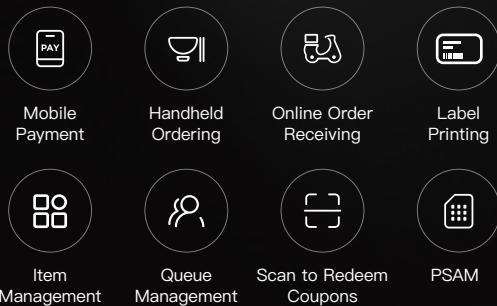 PAY
Mobile
Payment
Handheld
Ordering
Online Order
Receiving
Label
Printing
Item
Management
Queue
Management
Scan to Redeem
Coupons
PSAM